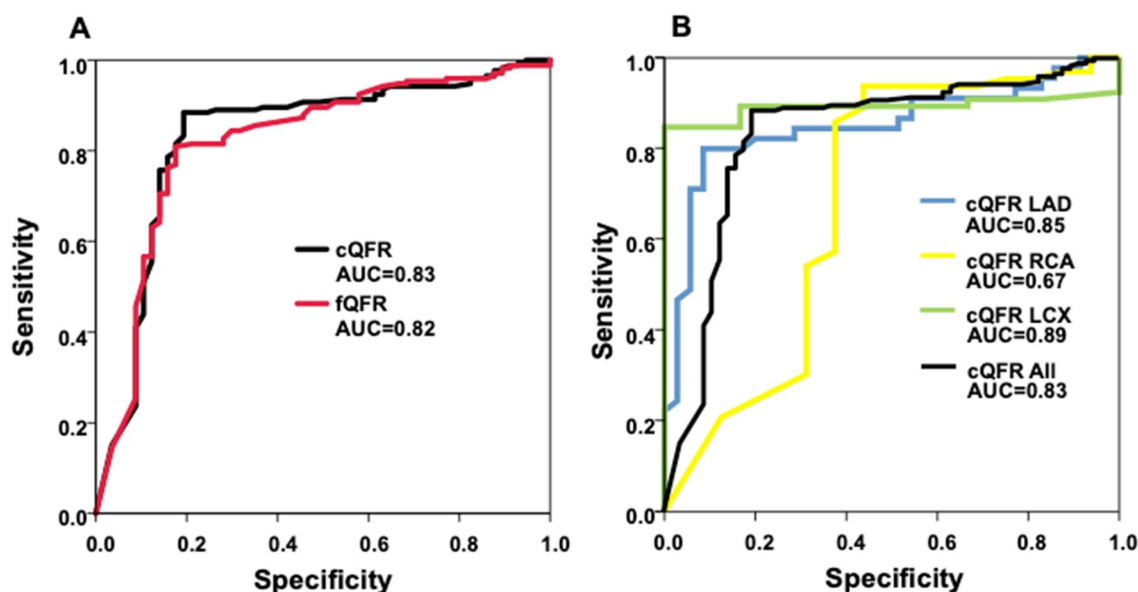 A
1.0
0.8
0.6
0.4
0.2
0.0
Sensitivity
cQFR
AUC=0.83
fQFR
AUC=0.82
0.0 0.2 0.4 0.6 0.8 1.0
Specificity
B
1.0
0.8
0.6
0.4
0.2
0.0
Sensitivity
cQFR LAD
AUC=0.85
cQFR RCA
AUC=0.67
cQFR LCX
AUC=0.89
cQFR All
AUC=0.83
0.0 0.2 0.4 0.6 0.8 1.0
Specificity